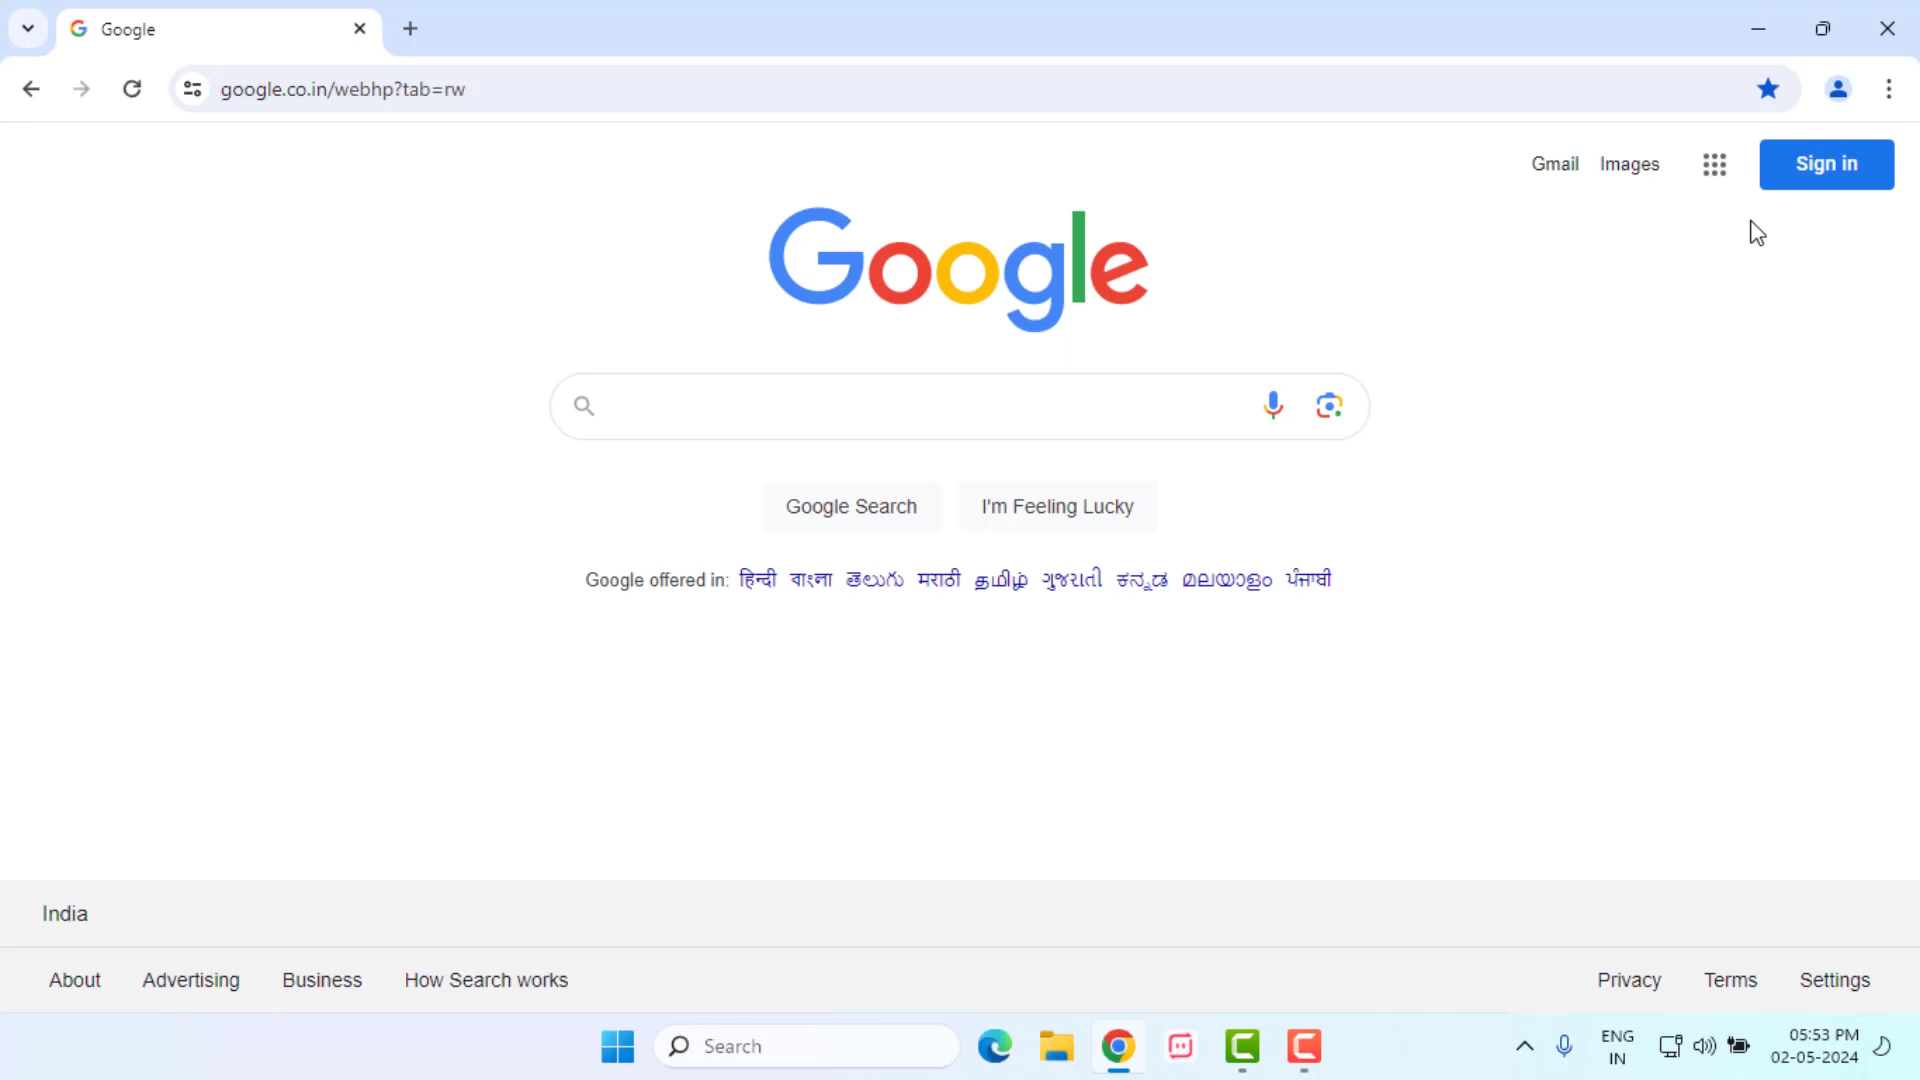 Google
google.co.in/webhp?tab=rw
Gmail Images Sign in
Google
Google Search I'm Feeling Lucky
Google offered in: हिन्दी বাংলা తెలుగు मराठी தமிழ் ગુજરાતી ಕನ್ನಡ മലയാളം ਪੰਜਾਬੀ
India
About Advertising Business How Search works Privacy Terms Settings
Search
ENG
IN
05:53 PM
02-05-2024